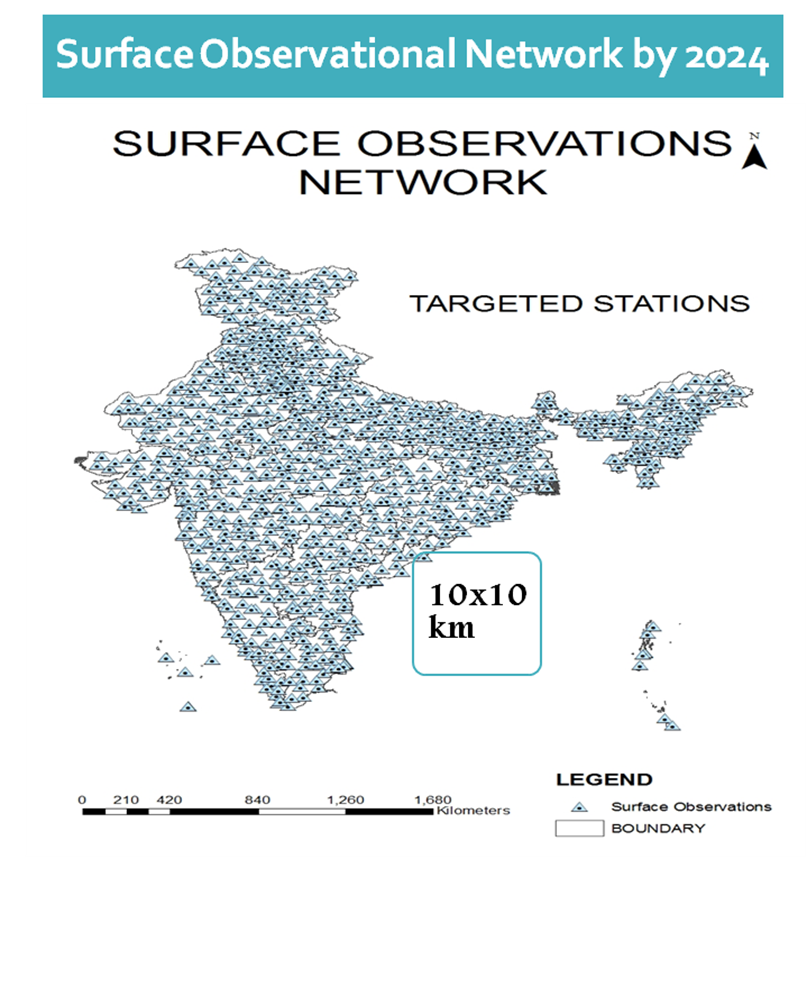 Surface Observational Network by 2024
SURFACE OBSERVATIONS
NETWORK
N
TARGETED STATIONS
10x10
km
LEGEND
0 210 420 840 1,260 1,680
Kilometers
Surface Observations
BOUNDARY